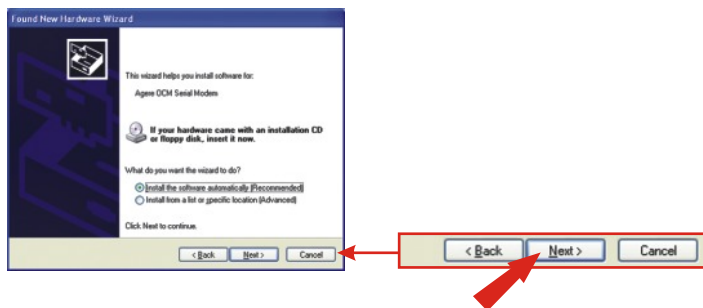 Found New Hardware Wizard
This wizard helps you install software for:
Agere OCM Serial Modem
If your hardware came with an installation CD
or floppy disk, insert it now.
What do you want the wizard to do?
Install the software automatically (Recommended)
Install from a list or specific location (Advanced)
Click Next to continue.
< Back Next > Cancel
< Back Next > Cancel